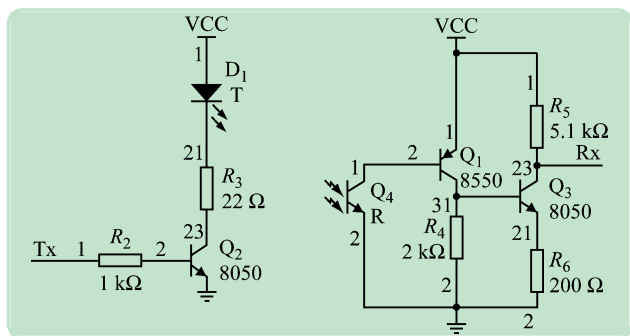 VCC
1
D₁
T
21
R₃
22 Ω
23
Q₂
8050
Tx
1
R₂
2
1 kΩ
VCC
1
R₅
5.1 kΩ
Rx
1
2
Q₁
8550
1
Q₄
R
2
23
Q₃
8050
31
R₄
2 kΩ
2
21
R₆
200 Ω
2